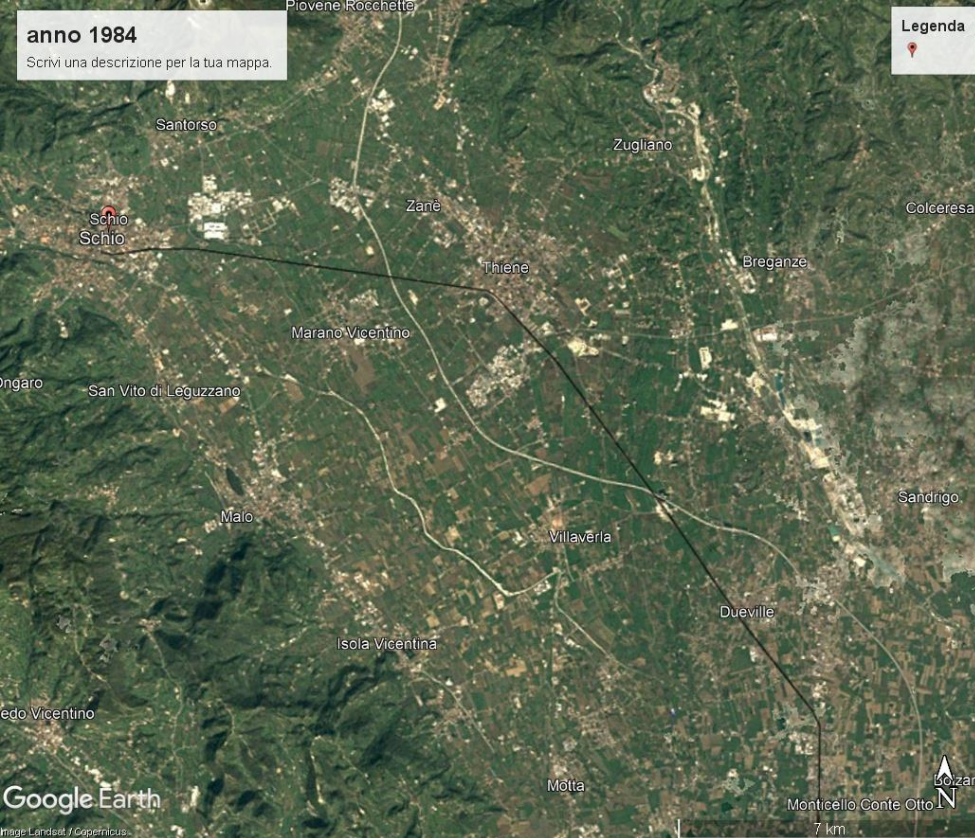 Piovene Rocchette
anno 1984
Scrivi una descrizione per la tua mappa.
Legenda
Santorso
Zugliano
Zanè
Colceresa
Schio
Schio
Breganze
Thiene
Marano Vicentino
Ongaro
San Vito di Leguzzano
Sandrigo
Malo
Villaverla
Dueville
Isola Vicentina
edo Vicentino
Motta
Bolzan
N
Google Earth
Monticello Conte Otto
Image Landsat / Copernicus
7 km